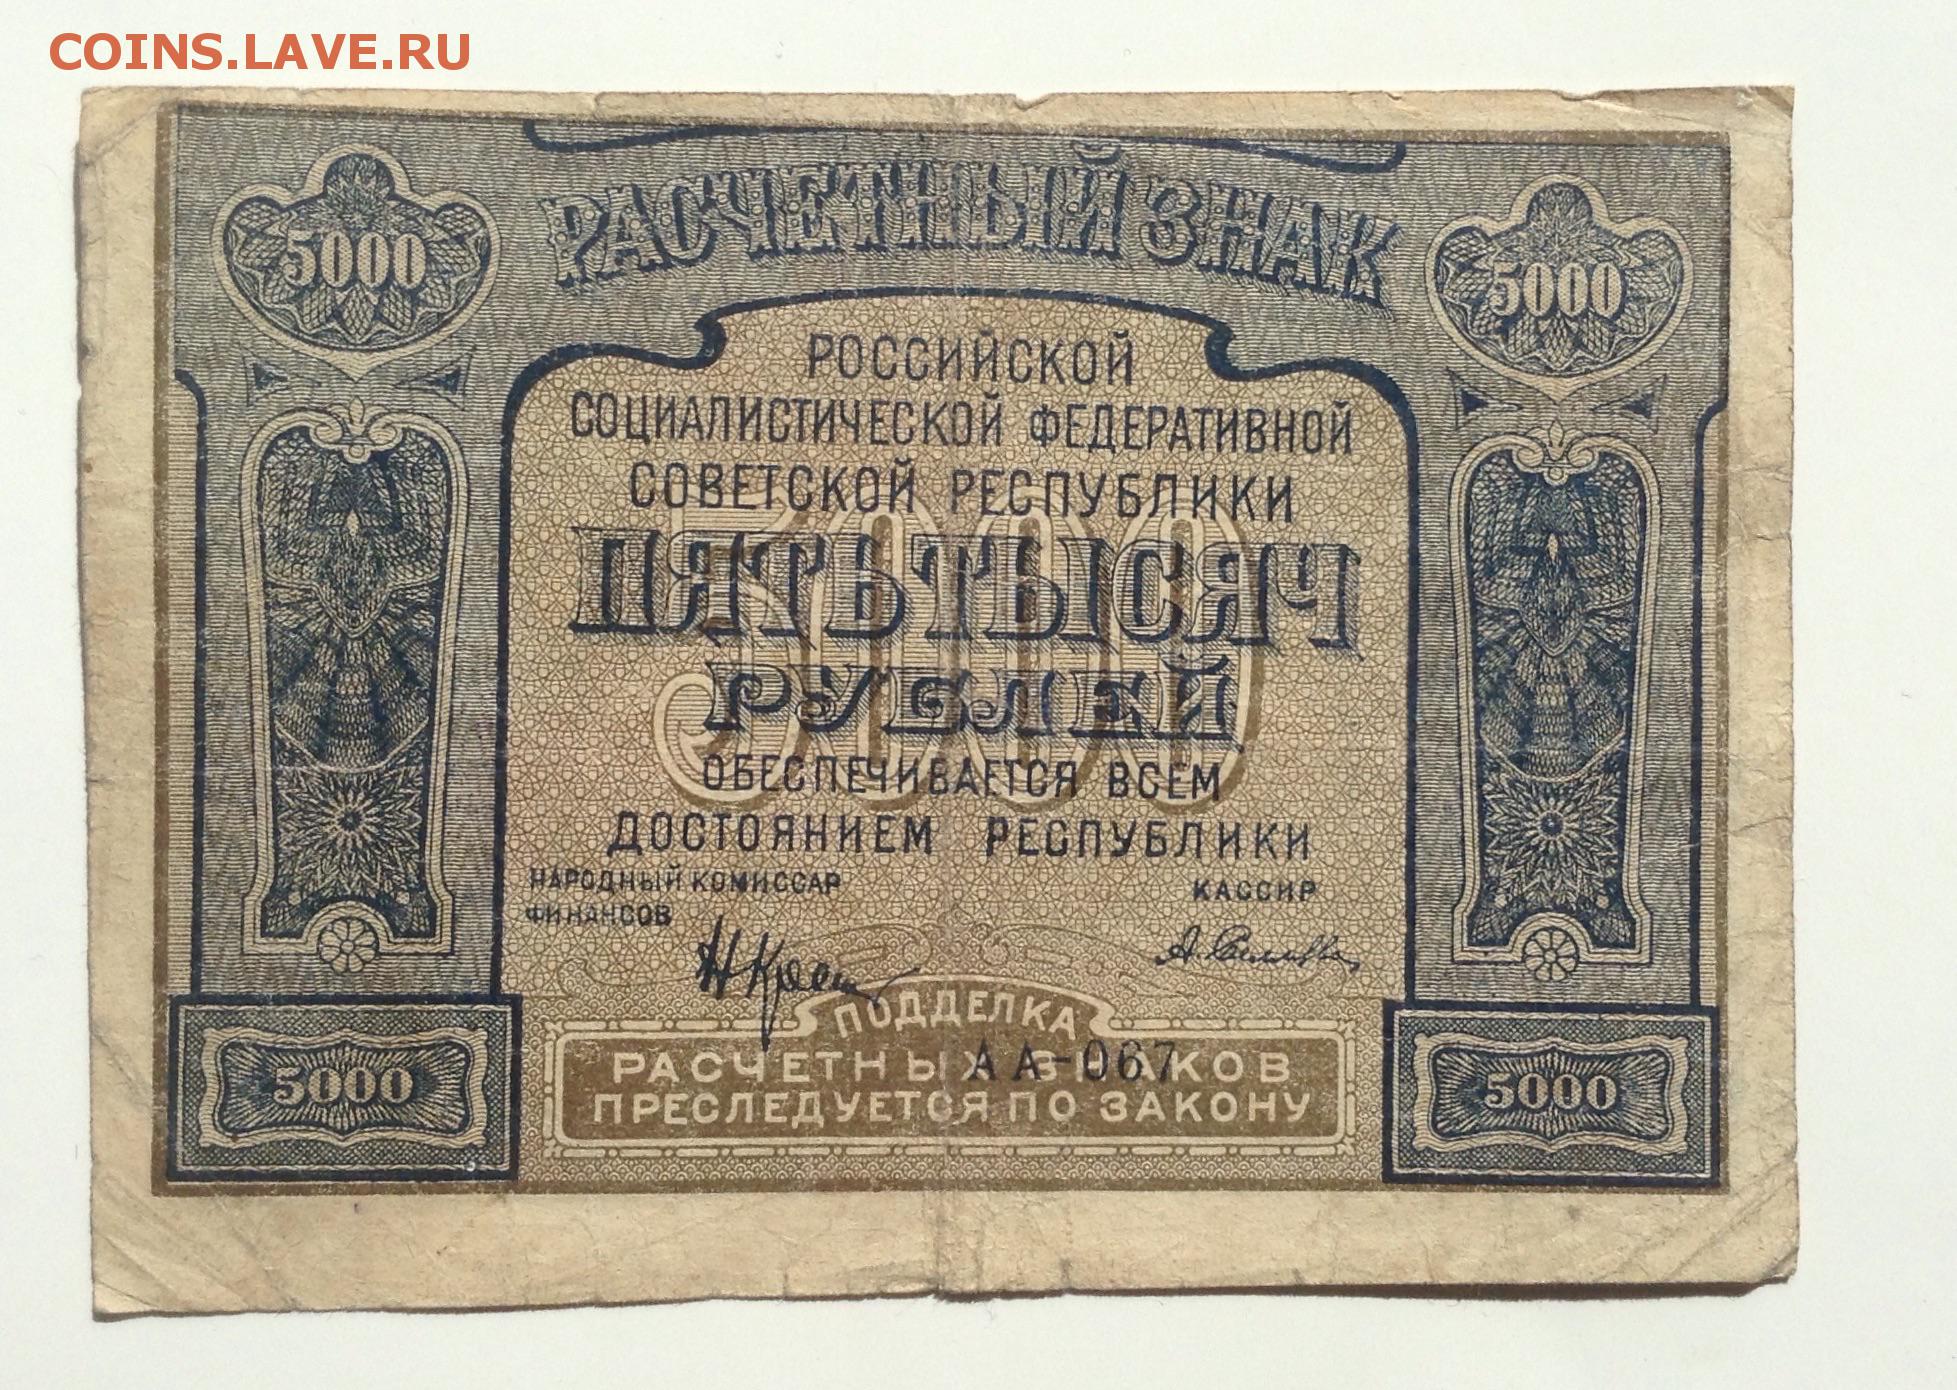 COINS.LAVE.RU
РАСЧЕТНЫЙ ЗНАК
5000 5000
РОССИЙСКОЙ
СОЦИАЛИСТИЧЕСКОЙ ФЕДЕРАТИВНОЙ
СОВЕТСКОЙ РЕСПУБЛИКИ
5000
ПЯТЬ ТЫСЯЧ
РУБЛЕЙ
ОБЕСПЕЧИВАЕТСЯ ВСЕМ
ДОСТОЯНИЕМ РЕСПУБЛИКИ
НАРОДНЫЙ КОМИССАР
ФИНАНСОВ
КАССИР
ПОДДЕЛКА
РАСЧЕТНЫХ ЗНАКОВ
АА-067
ПРЕСЛЕДУЕТСЯ ПО ЗАКОНУ
5000 5000